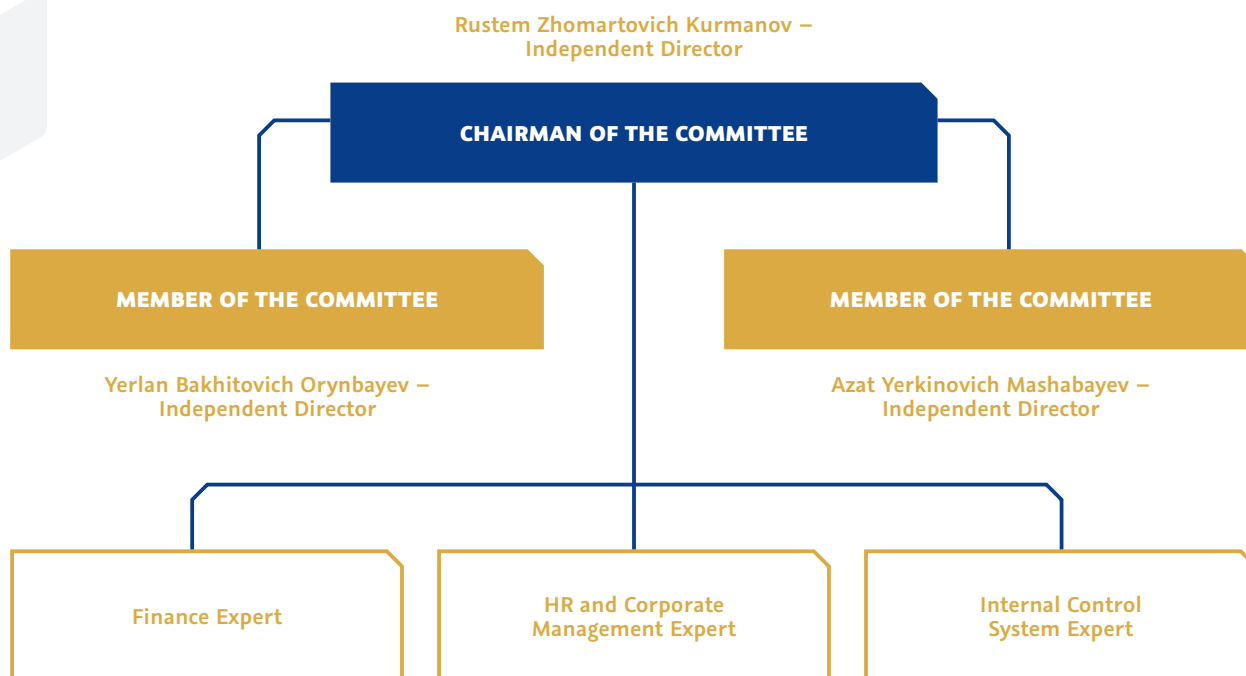 Rustem Zhomartovich Kurmanov –
Independent Director
CHAIRMAN OF THE COMMITTEE
MEMBER OF THE COMMITTEE
MEMBER OF THE COMMITTEE
Yerlan Bakhitovich Orynbayev –
Independent Director
Azat Yerkinovich Mashabayev –
Independent Director
Finance Expert
HR and Corporate
Management Expert
Internal Control
System Expert